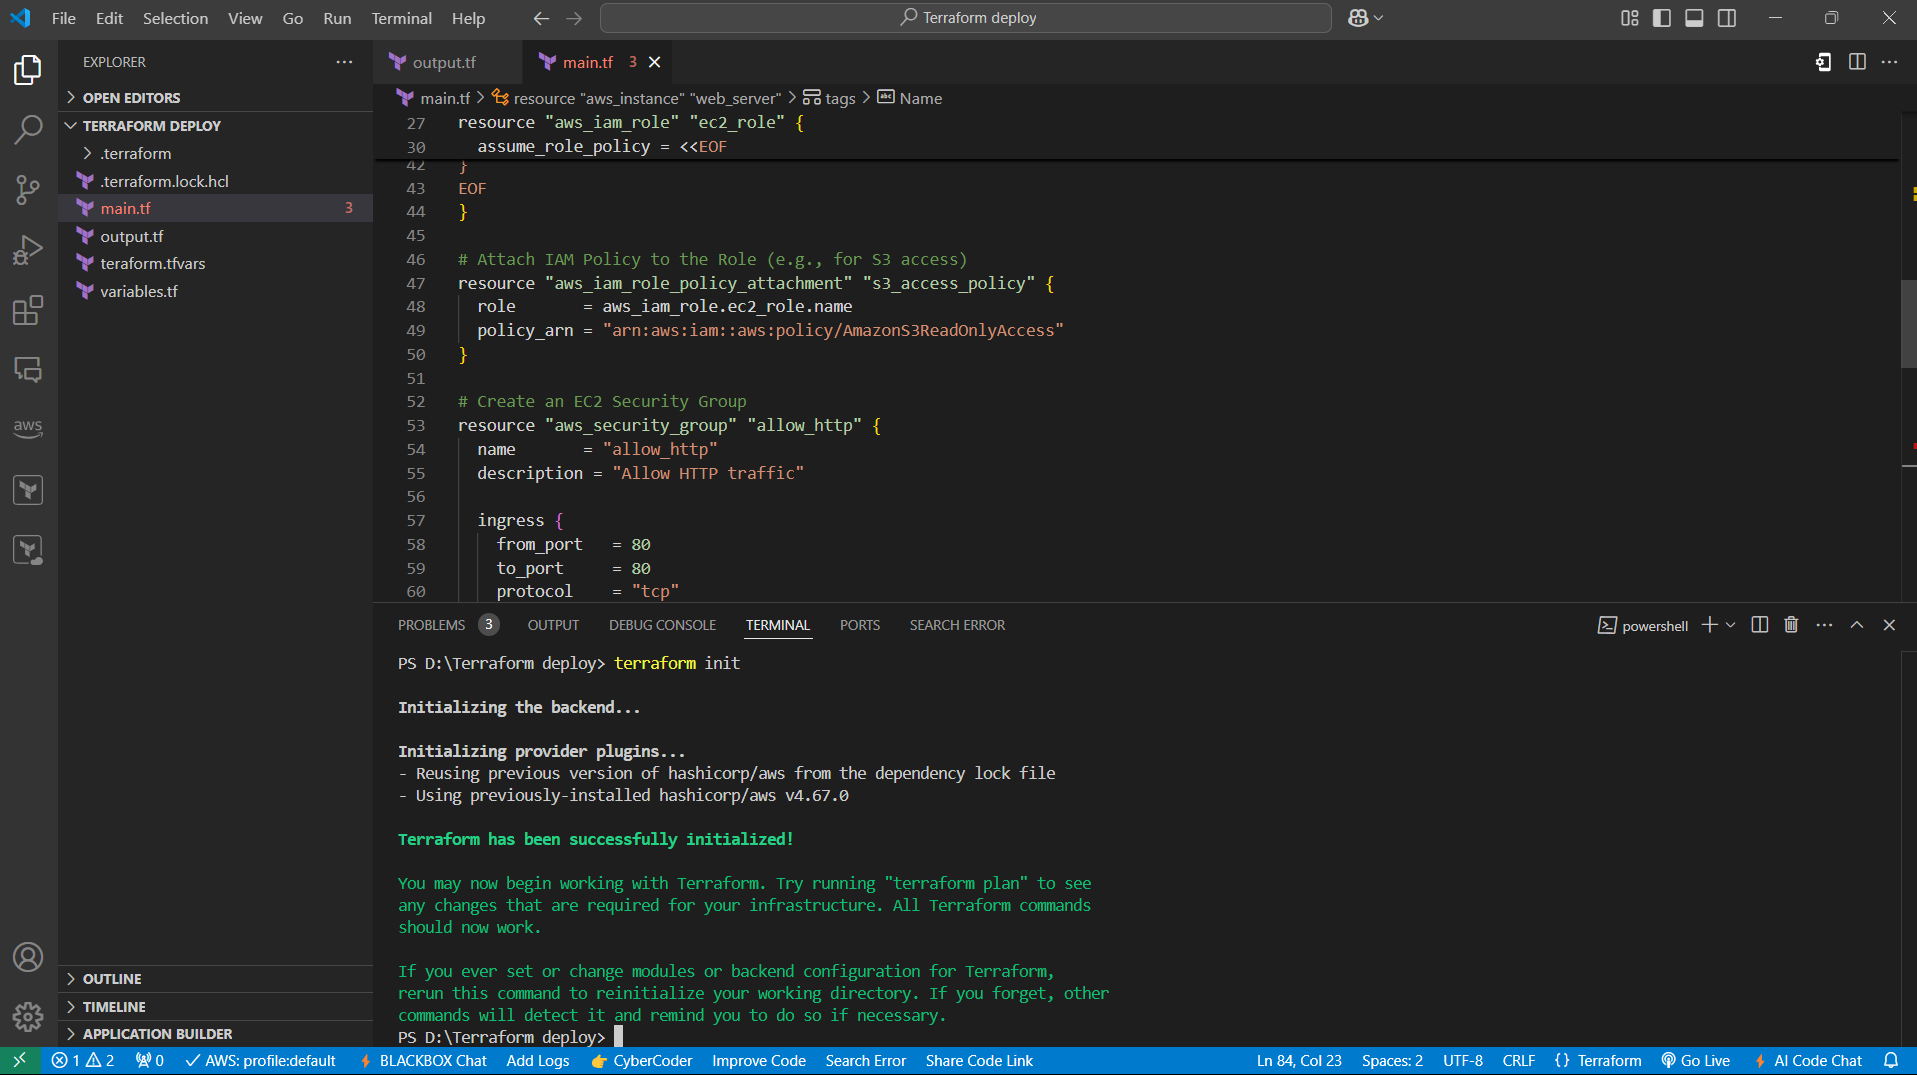 File Edit Selection View Go Run Terminal Help
Terraform deploy
EXPLORER
OPEN EDITORS
TERRAFORM DEPLOY
.terraform
.terraform.lock.hcl
main.tf 3
output.tf
teraform.tfvars
variables.tf
aws
OUTLINE
TIMELINE
APPLICATION BUILDER
output.tf
main.tf 3
main.tf > resource "aws_instance" "web_server" > tags > abc Name
27 resource "aws_iam_role" "ec2_role" {
30 assume_role_policy = <<EOF
42 }
43 EOF
44 }
45
46 # Attach IAM Policy to the Role (e.g., for S3 access)
47 resource "aws_iam_role_policy_attachment" "s3_access_policy" {
48 role = aws_iam_role.ec2_role.name
49 policy_arn = "arn:aws:iam::aws:policy/AmazonS3ReadOnlyAccess"
50 }
51
52 # Create an EC2 Security Group
53 resource "aws_security_group" "allow_http" {
54 name = "allow_http"
55 description = "Allow HTTP traffic"
56
57 ingress {
58 from_port = 80
59 to_port = 80
60 protocol = "tcp"
PROBLEMS 3 OUTPUT DEBUG CONSOLE TERMINAL PORTS SEARCH ERROR
powershell
PS D:\Terraform deploy> terraform init
Initializing the backend...
Initializing provider plugins...
- Reusing previous version of hashicorp/aws from the dependency lock file
- Using previously-installed hashicorp/aws v4.67.0
Terraform has been successfully initialized!
You may now begin working with Terraform. Try running "terraform plan" to see
any changes that are required for your infrastructure. All Terraform commands
should now work.
If you ever set or change modules or backend configuration for Terraform,
rerun this command to reinitialize your working directory. If you forget, other
commands will detect it and remind you to do so if necessary.
PS D:\Terraform deploy>
1 2 0 AWS: profile:default BLACKBOX Chat Add Logs CyberCoder Improve Code Search Error Share Code Link Ln 84, Col 23 Spaces: 2 UTF-8 CRLF {} Terraform Go Live AI Code Chat